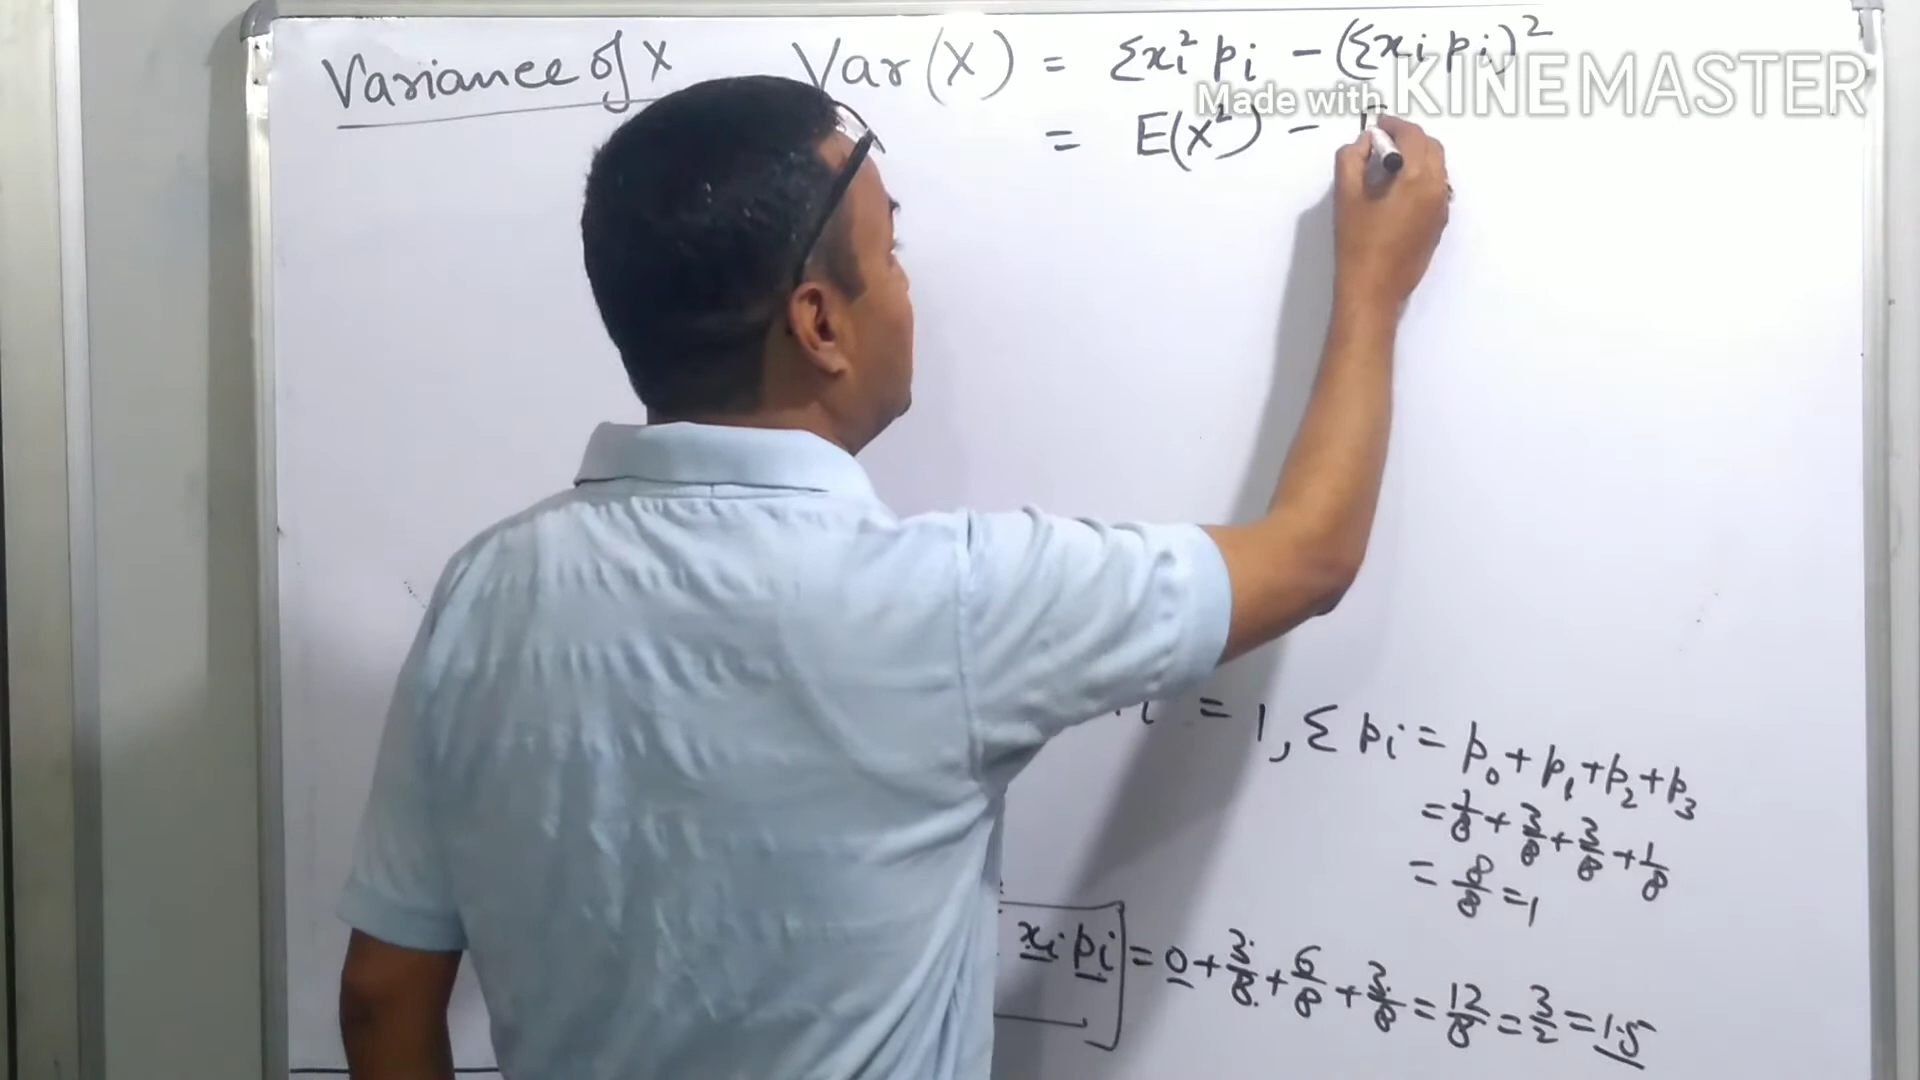 Variance of X Var(X) = Σxi² pi − (Σxi pi)²
Made with KINEMASTER
= E(X²) −
= 1, Σ pi = p0 + p1 + p2 + p3
= 1/8 + 3/8 + 3/8 + 1/8
= 8/8 = 1
xi pi = 0 + 3/8 + 6/8 + 3/8 = 12/8 = 3/2 = 1.5